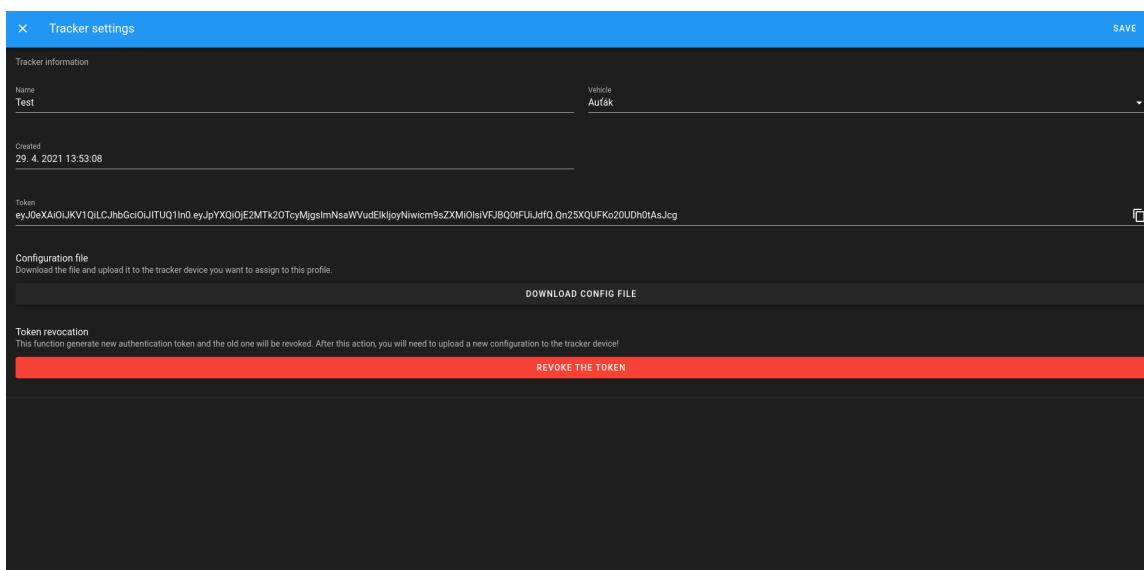 Tracker settings
SAVE
Tracker information
Name
Test
Vehicle
Auťák
Created
29. 4. 2021 13:53:08
Token
eyJ0eXAiOiJKV1QiLCJhbGciOiJITUQ1In0.eyJpYXQiOjE2MTk2OTcyMjgsImNsaWVudElkIjoyNiwicm9sZXMiOlsiVFJBQ0tFUiJdfQ.Qn25XQUFKo20UDh0tAsJcg
Configuration file
Download the file and upload it to the tracker device you want to assign to this profile.
DOWNLOAD CONFIG FILE
Token revocation
This function generate new authentication token and the old one will be revoked. After this action, you will need to upload a new configuration to the tracker device!
REVOKE THE TOKEN